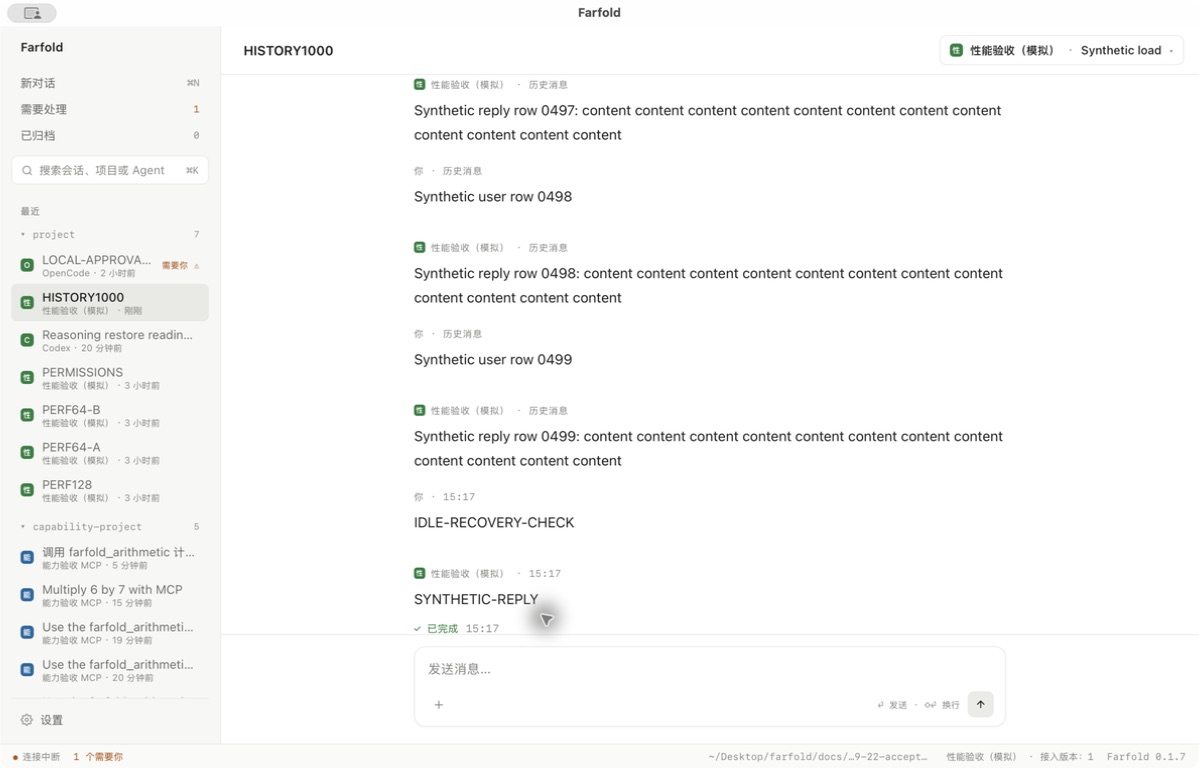 Farfold
Farfold
新对话 ⌘N
需要处理 1
已归档 0
搜索会话、项目或 Agent ⌘K
最近
project 7
LOCAL-APPROVA... 需要你
OpenCode · 2 小时前
HISTORY1000
性能验收（模拟） · 刚刚
Reasoning restore readin...
Codex · 20 分钟前
PERMISSIONS
性能验收（模拟） · 3 小时前
PERF64-B
性能验收（模拟） · 3 小时前
PERF64-A
性能验收（模拟） · 3 小时前
PERF128
性能验收（模拟） · 3 小时前
capability-project 5
调用 farfold_arithmetic 计...
能力验收 MCP · 5 分钟前
Multiply 6 by 7 with MCP
能力验收 MCP · 15 分钟前
Use the farfold_arithmeti...
能力验收 MCP · 19 分钟前
Use the farfold_arithmeti...
能力验收 MCP · 20 分钟前
设置
HISTORY1000
性 性能验收（模拟） · Synthetic load
性 性能验收（模拟） · 历史消息
Synthetic reply row 0497: content content content content content content content content
content content content content
你 · 历史消息
Synthetic user row 0498
性 性能验收（模拟） · 历史消息
Synthetic reply row 0498: content content content content content content content content
content content content content
你 · 历史消息
Synthetic user row 0499
性 性能验收（模拟） · 历史消息
Synthetic reply row 0499: content content content content content content content content
content content content content
你 · 15:17
IDLE-RECOVERY-CHECK
性 性能验收（模拟） · 15:17
SYNTHETIC-REPLY
✓ 已完成 15:17
发送消息...
+ 发送 · 换行
连接中断 1 个需要你
~/Desktop/farfold/docs/…9-22-accept… 性能验收（模拟） · 接入版本: 1 Farfold 0.1.7